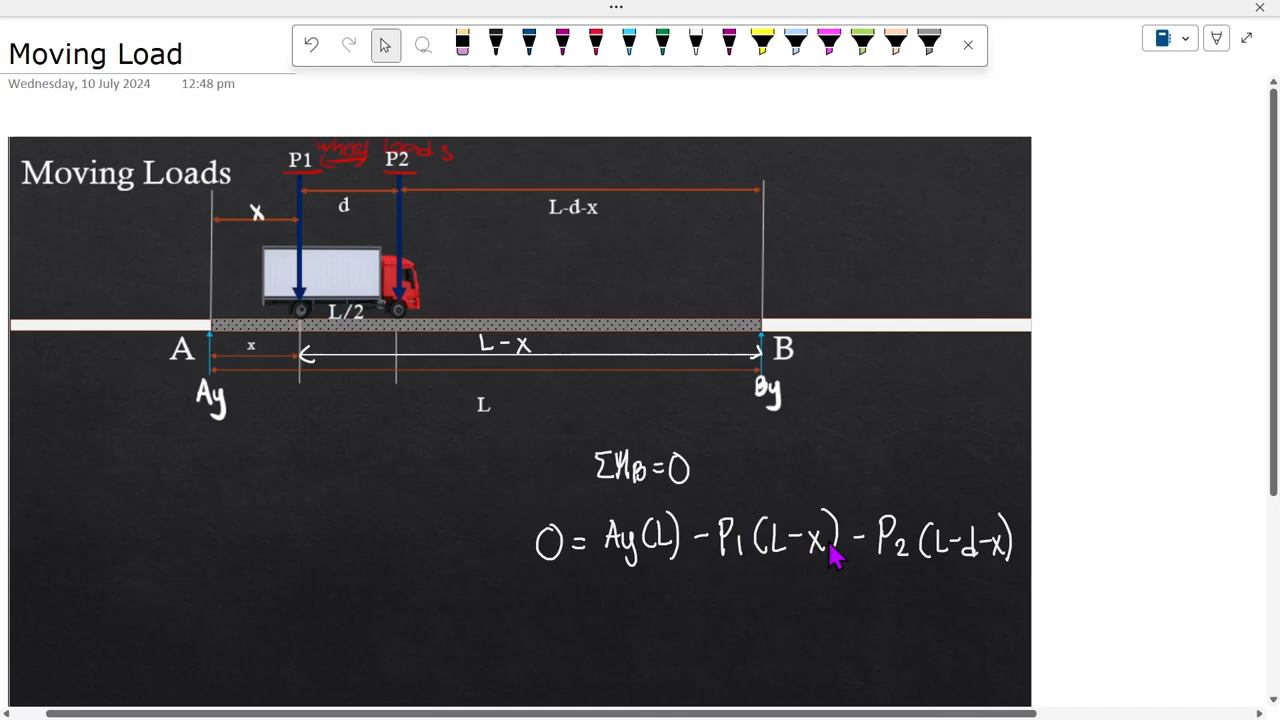 Moving Load
Wednesday, 10 July 2024 12:48 pm
Moving Loads
P1 wheel loads P2
x
d
L-d-x
L/2
A
x
L-x
B
Ay
By
L
ΣMB=0
0= Ay(L) - P1(L-x) - P2(L-d-x)